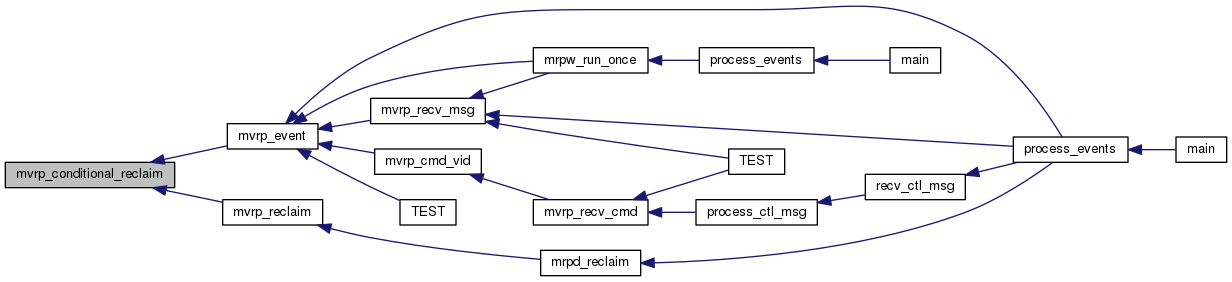 mvrp_conditional_reclaim
mvrp_event
mvrp_reclaim
mvrp_recv_msg
mvrp_cmd_vid
TEST
mrpw_run_once
mvrp_recv_cmd
mrpd_reclaim
process_events
TEST
process_ctl_msg
main
recv_ctl_msg
process_events
main